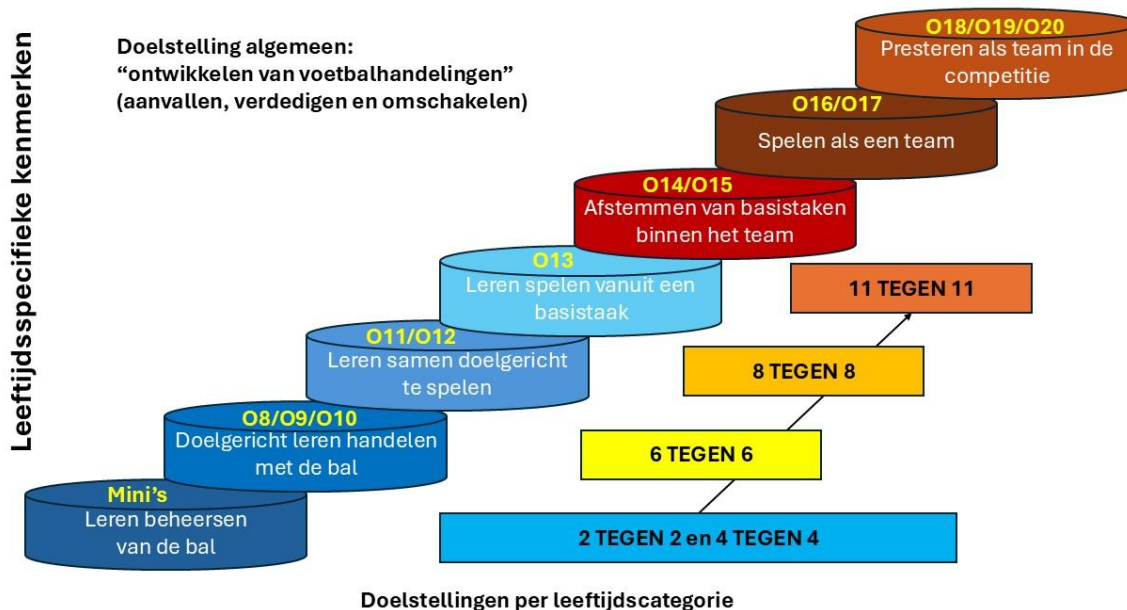 Leeftijdsspecifieke kenmerken
Doelstelling algemeen:
“ontwikkelen van voetbalhandelingen”
(aanvallen, verdedigen en omschakelen)
O18/O19/O20
Presteren als team in de
competitie
O16/O17
Spelen als een team
O14/O15
Afstemmen van basistaken
binnen het team
O13
Leren spelen vanuit een
basistaak
O11/O12
Leren samen doelgericht
te spelen
O8/O9/O10
Doelgericht leren handelen
met de bal
Mini’s
Leren beheersen
van de bal
11 TEGEN 11
8 TEGEN 8
6 TEGEN 6
2 TEGEN 2 en 4 TEGEN 4
Doelstellingen per leeftijdscategorie